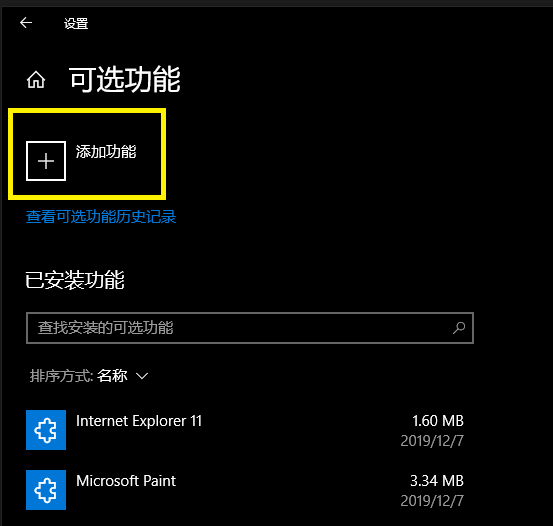 设置
可选功能
添加功能
查看可选功能历史记录
已安装功能
查找安装的可选功能
排序方式: 名称
Internet Explorer 11 1.60 MB
2019/12/7
Microsoft Paint 3.34 MB
2019/12/7